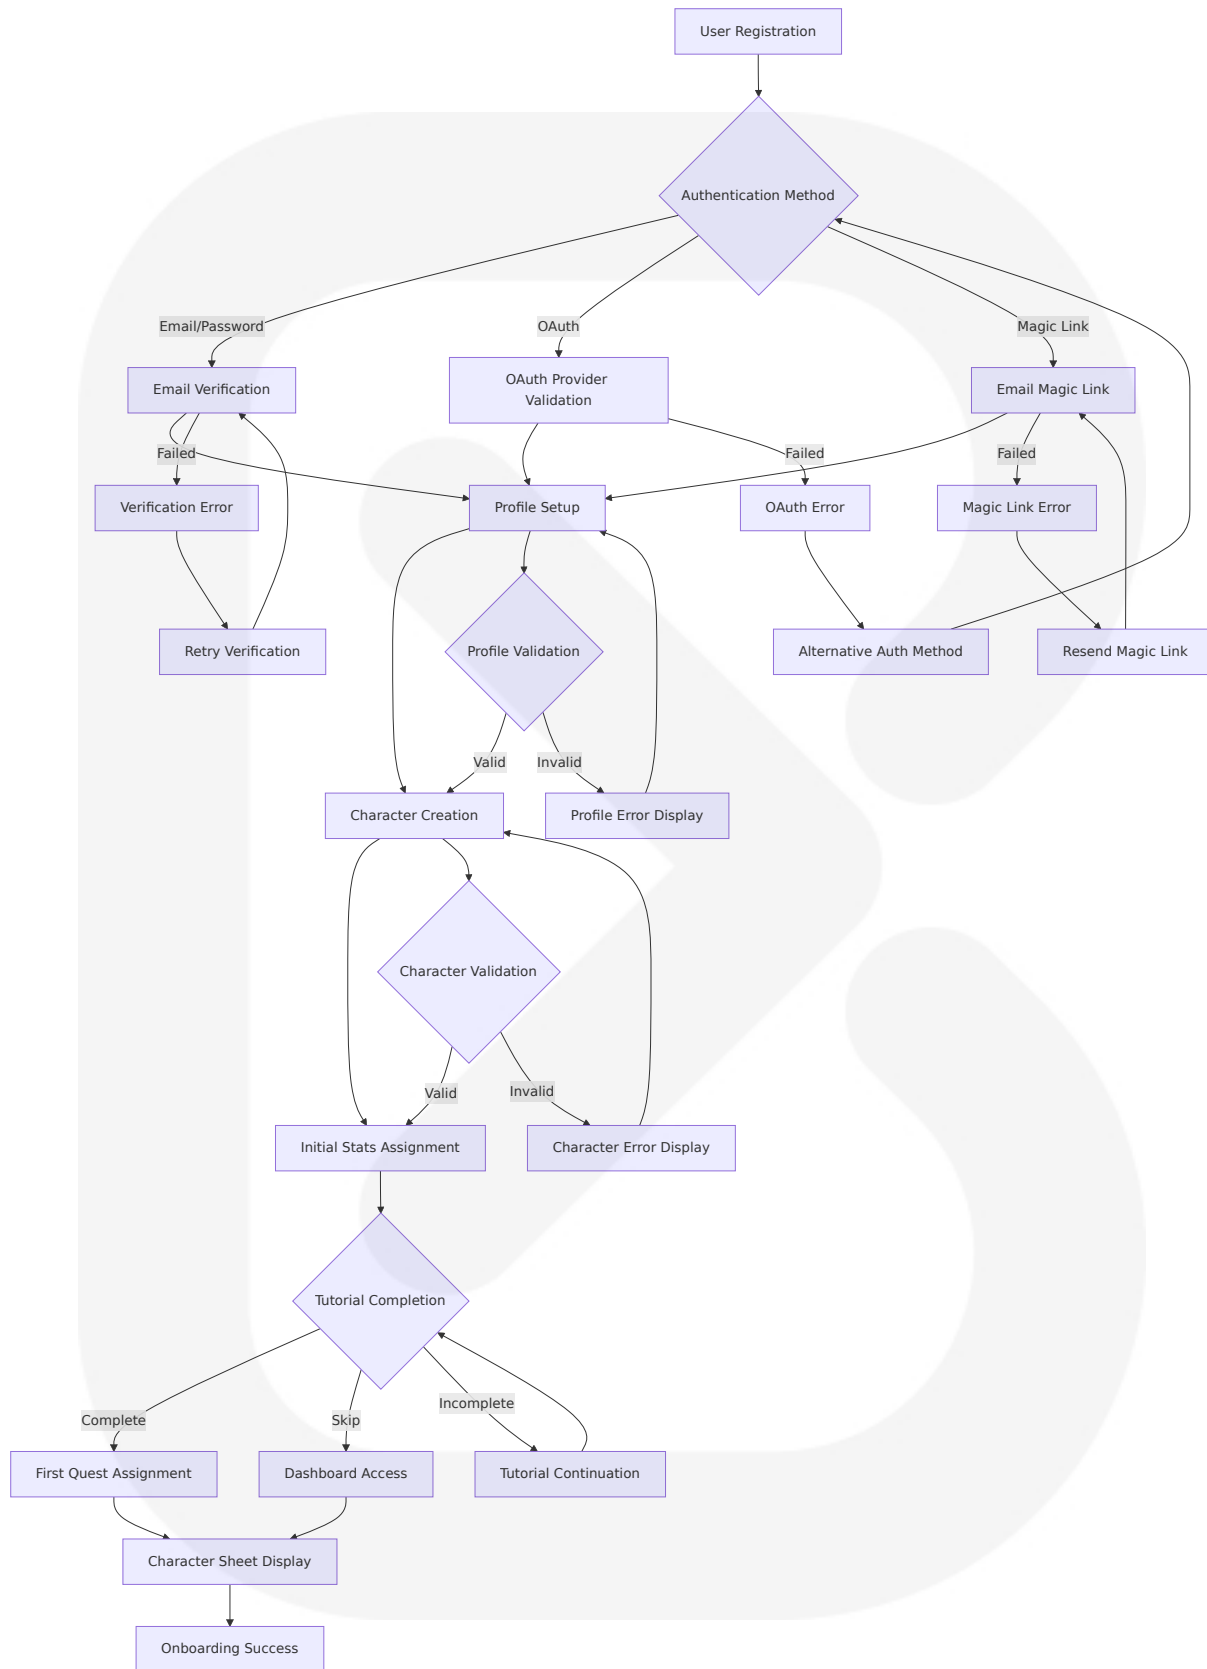 User Registration
Authentication Method
Email/Password
OAuth
Magic Link
Email Verification
OAuth Provider
Validation
Email Magic Link
Failed
Failed
Failed
Verification Error
Profile Setup
OAuth Error
Magic Link Error
Retry Verification
Profile Validation
Alternative Auth Method
Resend Magic Link
Valid
Invalid
Character Creation
Profile Error Display
Character Validation
Valid
Invalid
Initial Stats Assignment
Character Error Display
Tutorial Completion
Complete
Skip
Incomplete
First Quest Assignment
Dashboard Access
Tutorial Continuation
Character Sheet Display
Onboarding Success